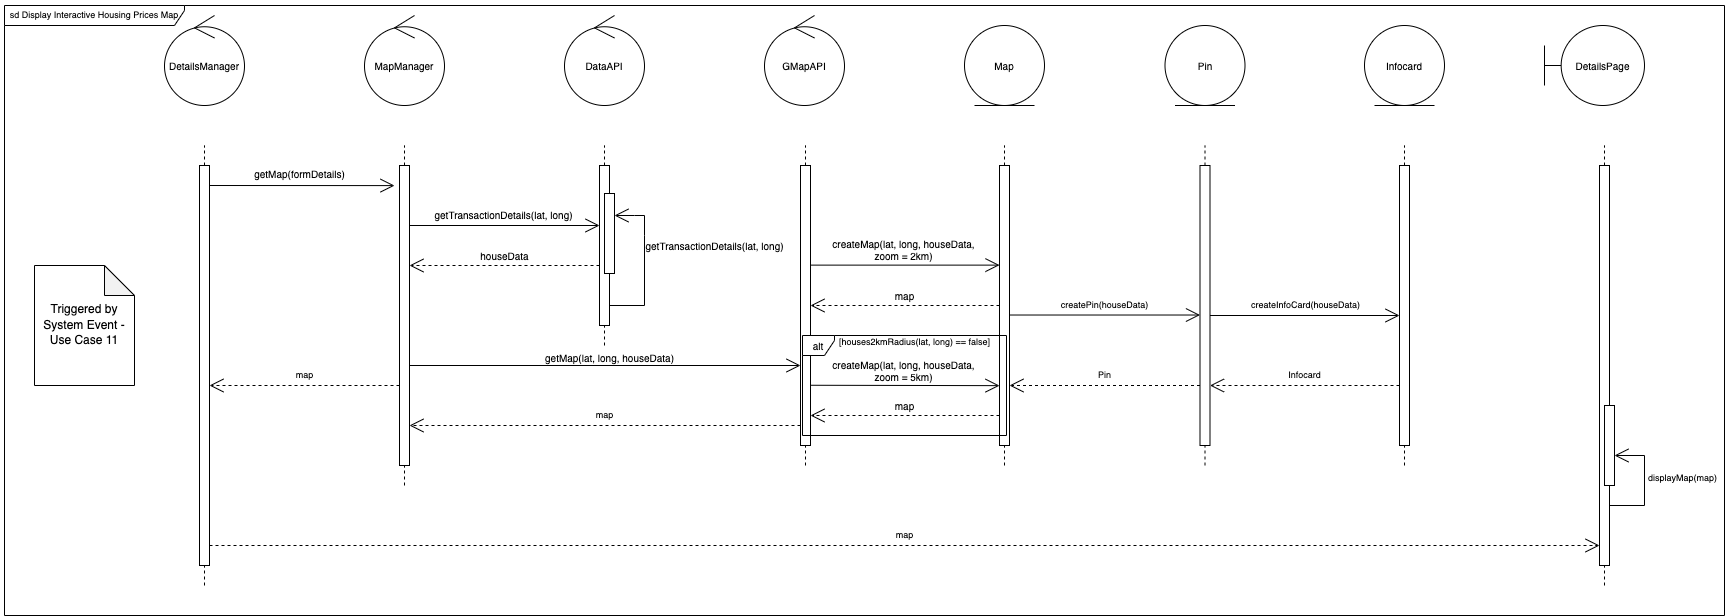 sd Display Interactive Housing Prices Map
DetailsManager
MapManager
DataAPI
GMapAPI
Map
Pin
Infocard
DetailsPage
getMap(formDetails)
getTransactionDetails(lat, long)
getTransactionDetails(lat, long)
houseData
createMap(lat, long, houseData,
zoom = 2km)
map
createPin(houseData)
createInfoCard(houseData)
Triggered by
System Event -
Use Case 11
alt
[houses2kmRadius(lat, long) == false]
getMap(lat, long, houseData)
createMap(lat, long, houseData,
zoom = 5km)
map
Pin
Infocard
map
map
displayMap(map)
map